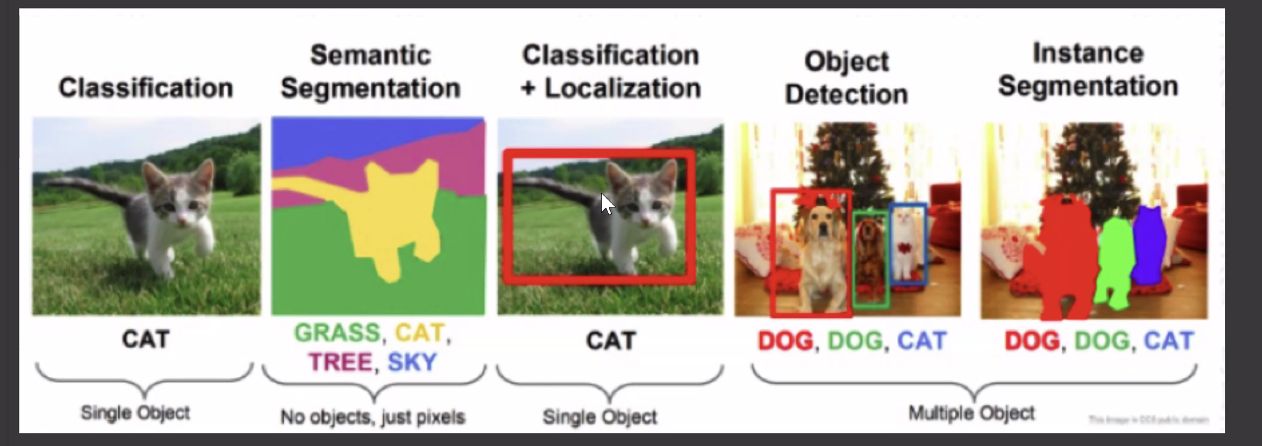 Classification
CAT
Single Object
Semantic
Segmentation
GRASS, CAT,
TREE, SKY
No objects, just pixels
Classification
+ Localization
CAT
Single Object
Object
Detection
DOG, DOG, CAT
Instance
Segmentation
DOG, DOG, CAT
Multiple Object
This image is CC0 public domain